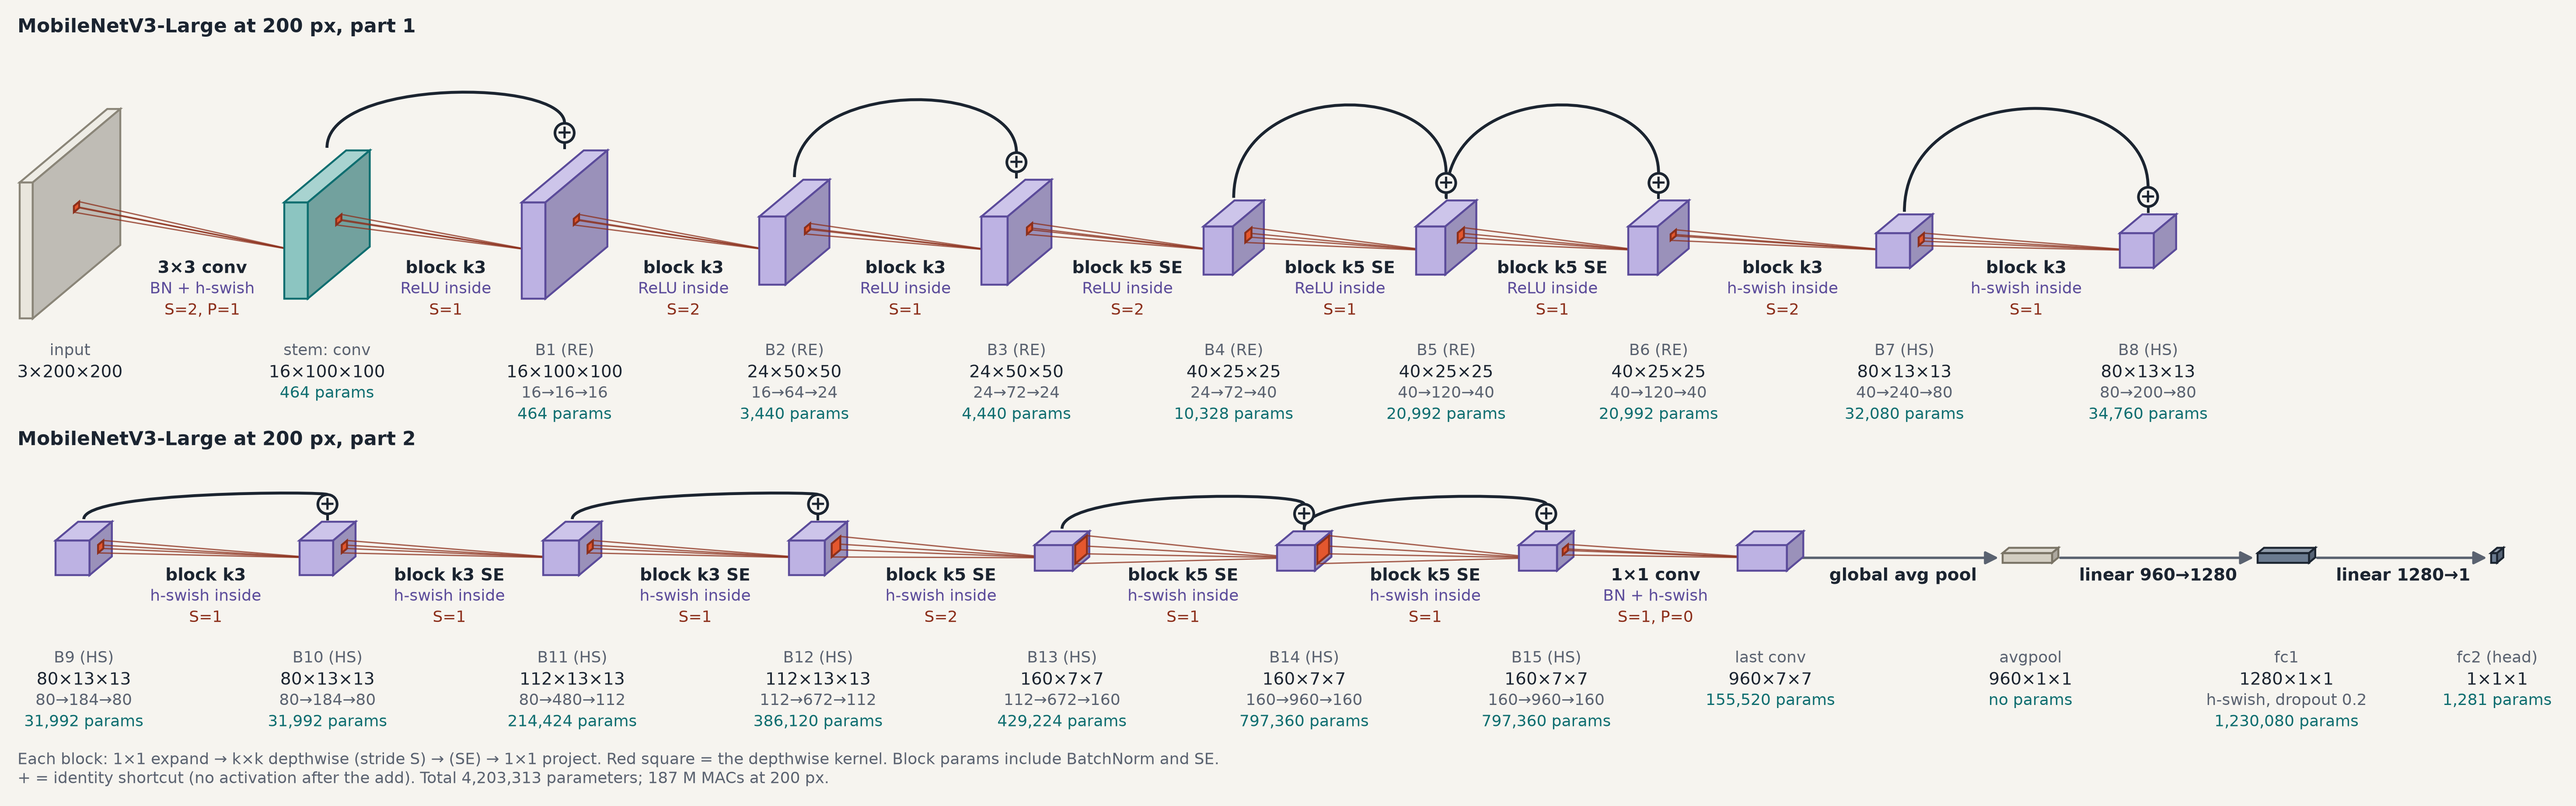 MobileNetV3-Large at 200 px, part 1
3×3 conv
BN + h-swish
S=2, P=1
block k3
ReLU inside
S=1
block k3
ReLU inside
S=2
block k3
ReLU inside
S=1
block k5 SE
ReLU inside
S=2
block k5 SE
ReLU inside
S=1
block k5 SE
ReLU inside
S=1
block k3
h-swish inside
S=2
block k3
h-swish inside
S=1
input
3×200×200
stem: conv
16×100×100
464 params
B1 (RE)
16×100×100
16→16→16
464 params
B2 (RE)
24×50×50
16→64→24
3,440 params
B3 (RE)
24×50×50
24→72→24
4,440 params
B4 (RE)
40×25×25
24→72→40
10,328 params
B5 (RE)
40×25×25
40→120→40
20,992 params
B6 (RE)
40×25×25
40→120→40
20,992 params
B7 (HS)
80×13×13
40→240→80
32,080 params
B8 (HS)
80×13×13
80→200→80
34,760 params
MobileNetV3-Large at 200 px, part 2
block k3
h-swish inside
S=1
block k3 SE
h-swish inside
S=1
block k3 SE
h-swish inside
S=1
block k5 SE
h-swish inside
S=2
block k5 SE
h-swish inside
S=1
block k5 SE
h-swish inside
S=1
1×1 conv
BN + h-swish
S=1, P=0
global avg pool
linear 960→1280
linear 1280→1
B9 (HS)
80×13×13
80→184→80
31,992 params
B10 (HS)
80×13×13
80→184→80
31,992 params
B11 (HS)
112×13×13
80→480→112
214,424 params
B12 (HS)
112×13×13
112→672→112
386,120 params
B13 (HS)
160×7×7
112→672→160
429,224 params
B14 (HS)
160×7×7
160→960→160
797,360 params
B15 (HS)
160×7×7
160→960→160
797,360 params
last conv
960×7×7
155,520 params
avgpool
960×1×1
no params
fc1
1280×1×1
h-swish, dropout 0.2
1,230,080 params
fc2 (head)
1×1×1
1,281 params
Each block: 1×1 expand → k×k depthwise (stride S) → (SE) → 1×1 project. Red square = the depthwise kernel. Block params include BatchNorm and SE.
+ = identity shortcut (no activation after the add). Total 4,203,313 parameters; 187 M MACs at 200 px.